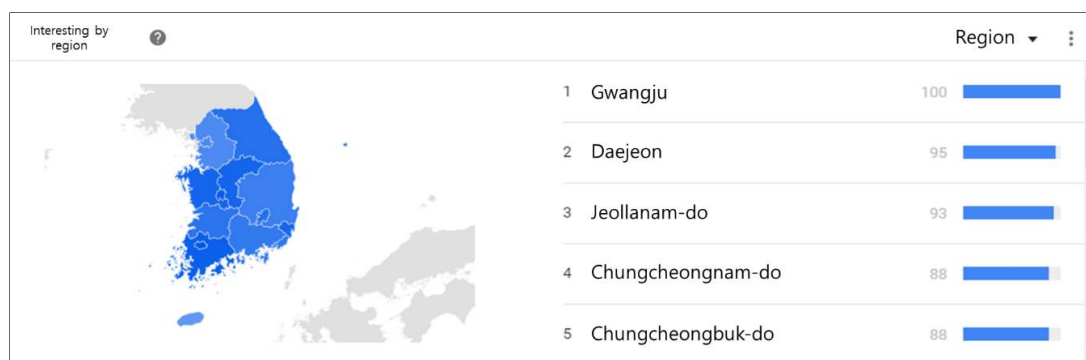 Interesting by
region
?
Region
1 Gwangju 100
2 Daejeon 95
3 Jeollanam-do 93
4 Chungcheongnam-do 88
5 Chungcheongbuk-do 88